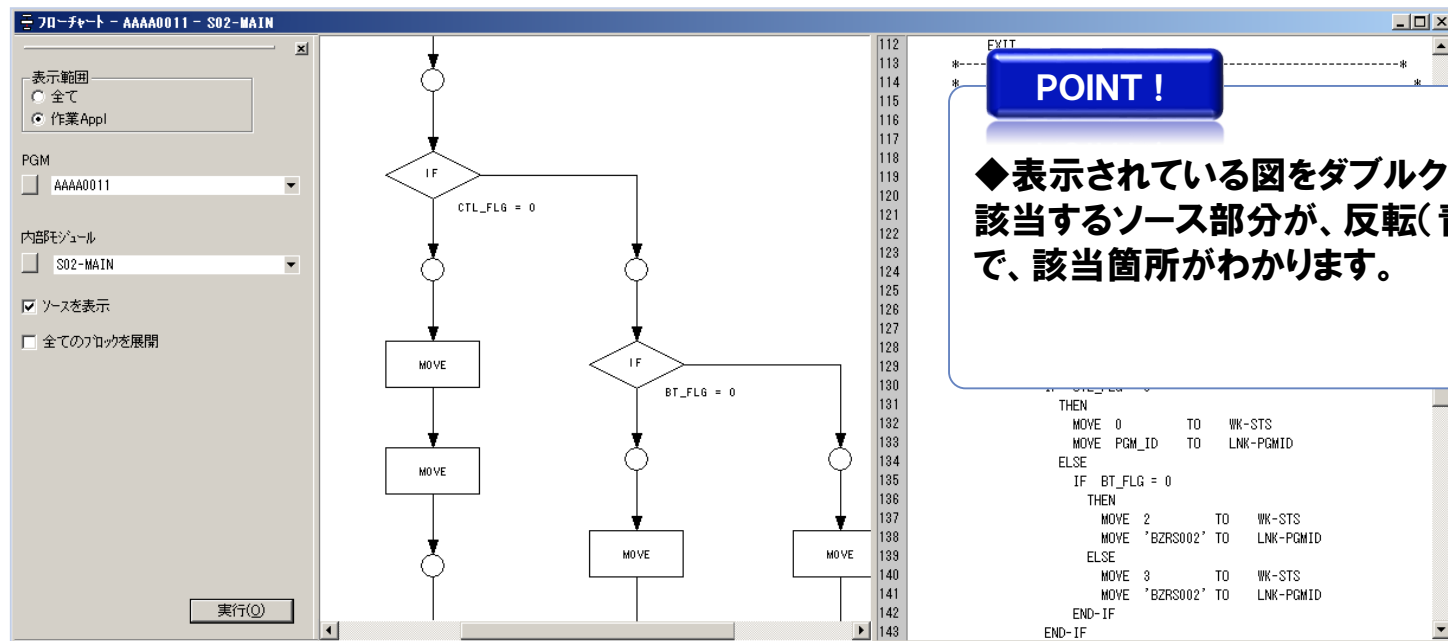 フローチャート - AAAA0011 - S02-MAIN
表示範囲
全て
作業Appl
PGM
AAAA0011
内部モジュール
S02-MAIN
ソースを表示
全てのブロックを展開
実行(O)
IF
CTL_FLG = 0
MOVE
IF
BT_FLG = 0
MOVE
MOVE
MOVE
POINT！
◆表示されている図をダブルク
該当するソース部分が、反転(
で、該当箇所がわかります。
112 EXIT
113 *---- ----*
114 * *
115
116
117
118
119
120
121
122
123
124
125
126
127
128
129
130
131 THEN
132 MOVE 0 TO WK-STS
133 MOVE PGM_ID TO LNK-PGMID
134 ELSE
135 IF BT_FLG = 0
136 THEN
137 MOVE 2 TO WK-STS
138 MOVE 'BZRS002' TO LNK-PGMID
139 ELSE
140 MOVE 3 TO WK-STS
141 MOVE 'BZRS002' TO LNK-PGMID
142 END-IF
143 END-IF